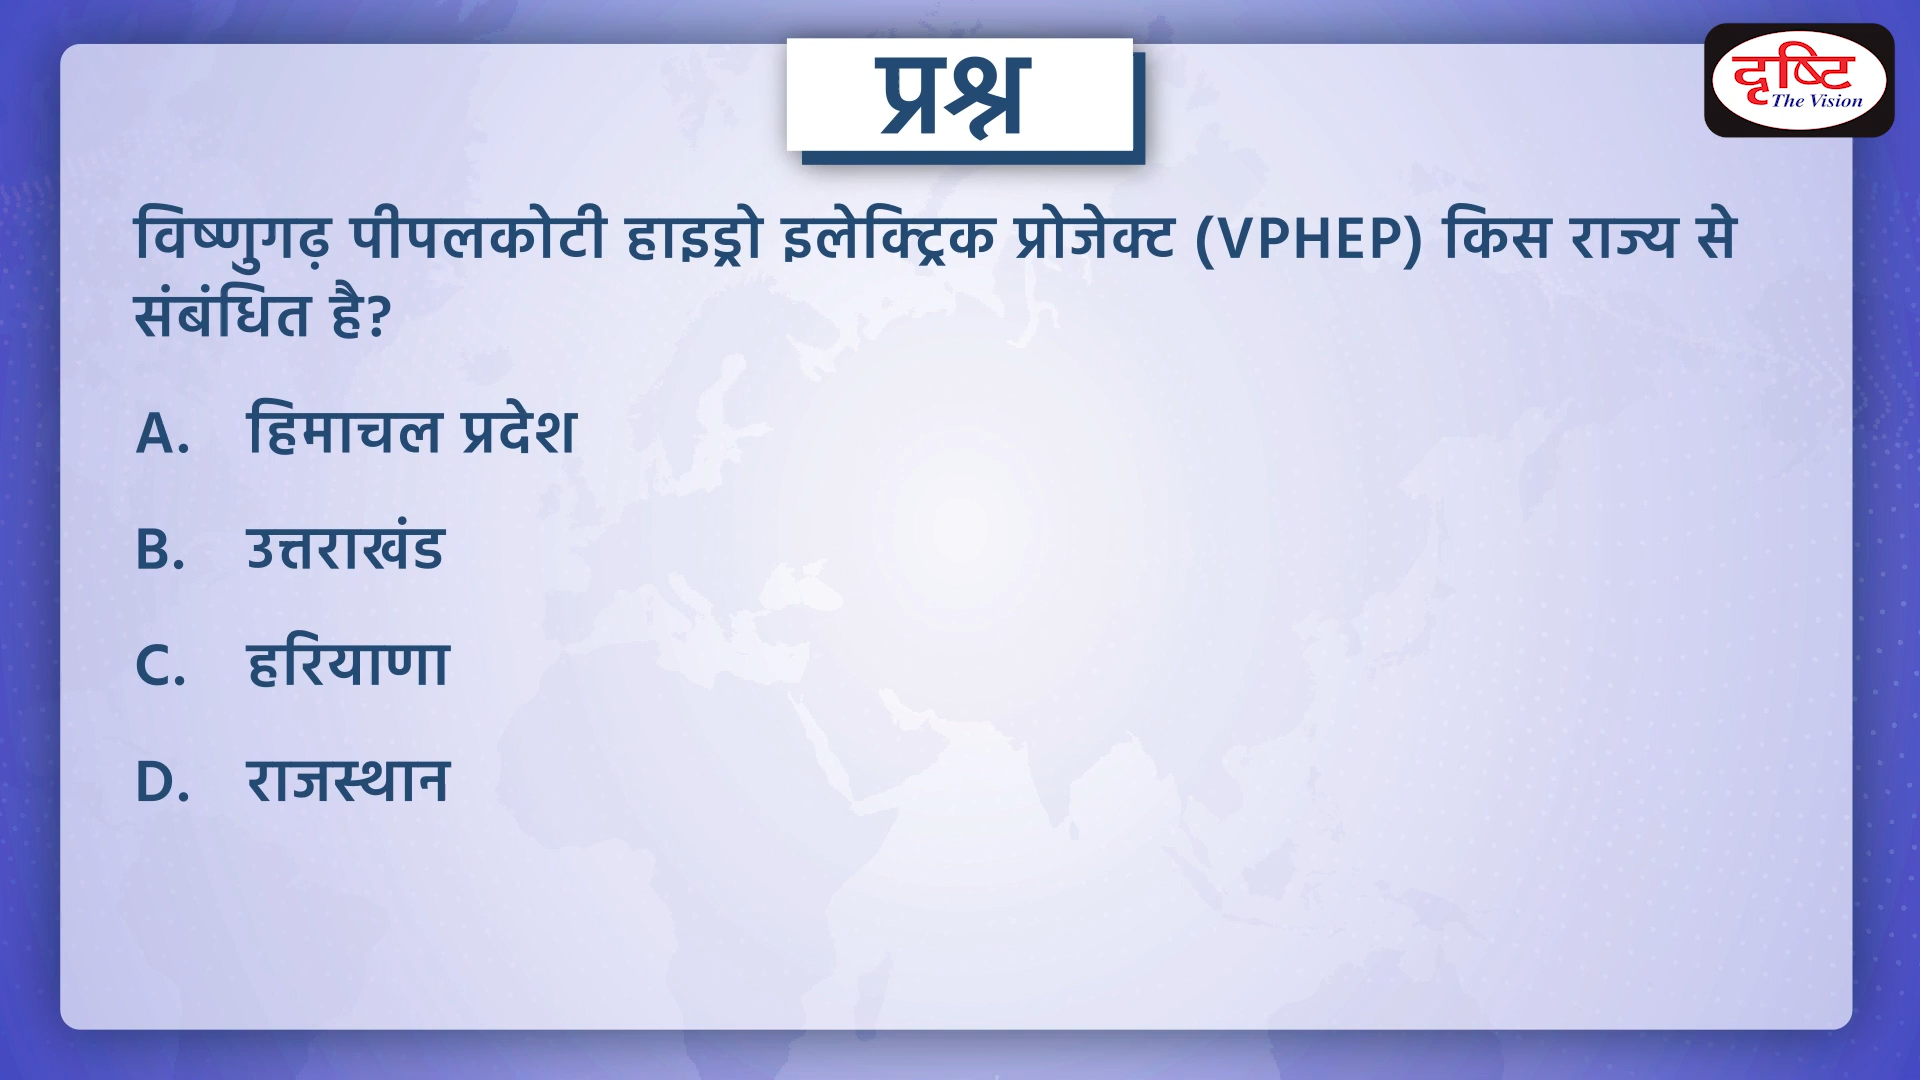 प्रश्न
दृष्टि
The Vision
विष्णुगढ़ पीपलकोटी हाइड्रो इलेक्ट्रिक प्रोजेक्ट (VPHEP) किस राज्य से
संबंधित है?
A. हिमाचल प्रदेश
B. उत्तराखंड
C. हरियाणा
D. राजस्थान